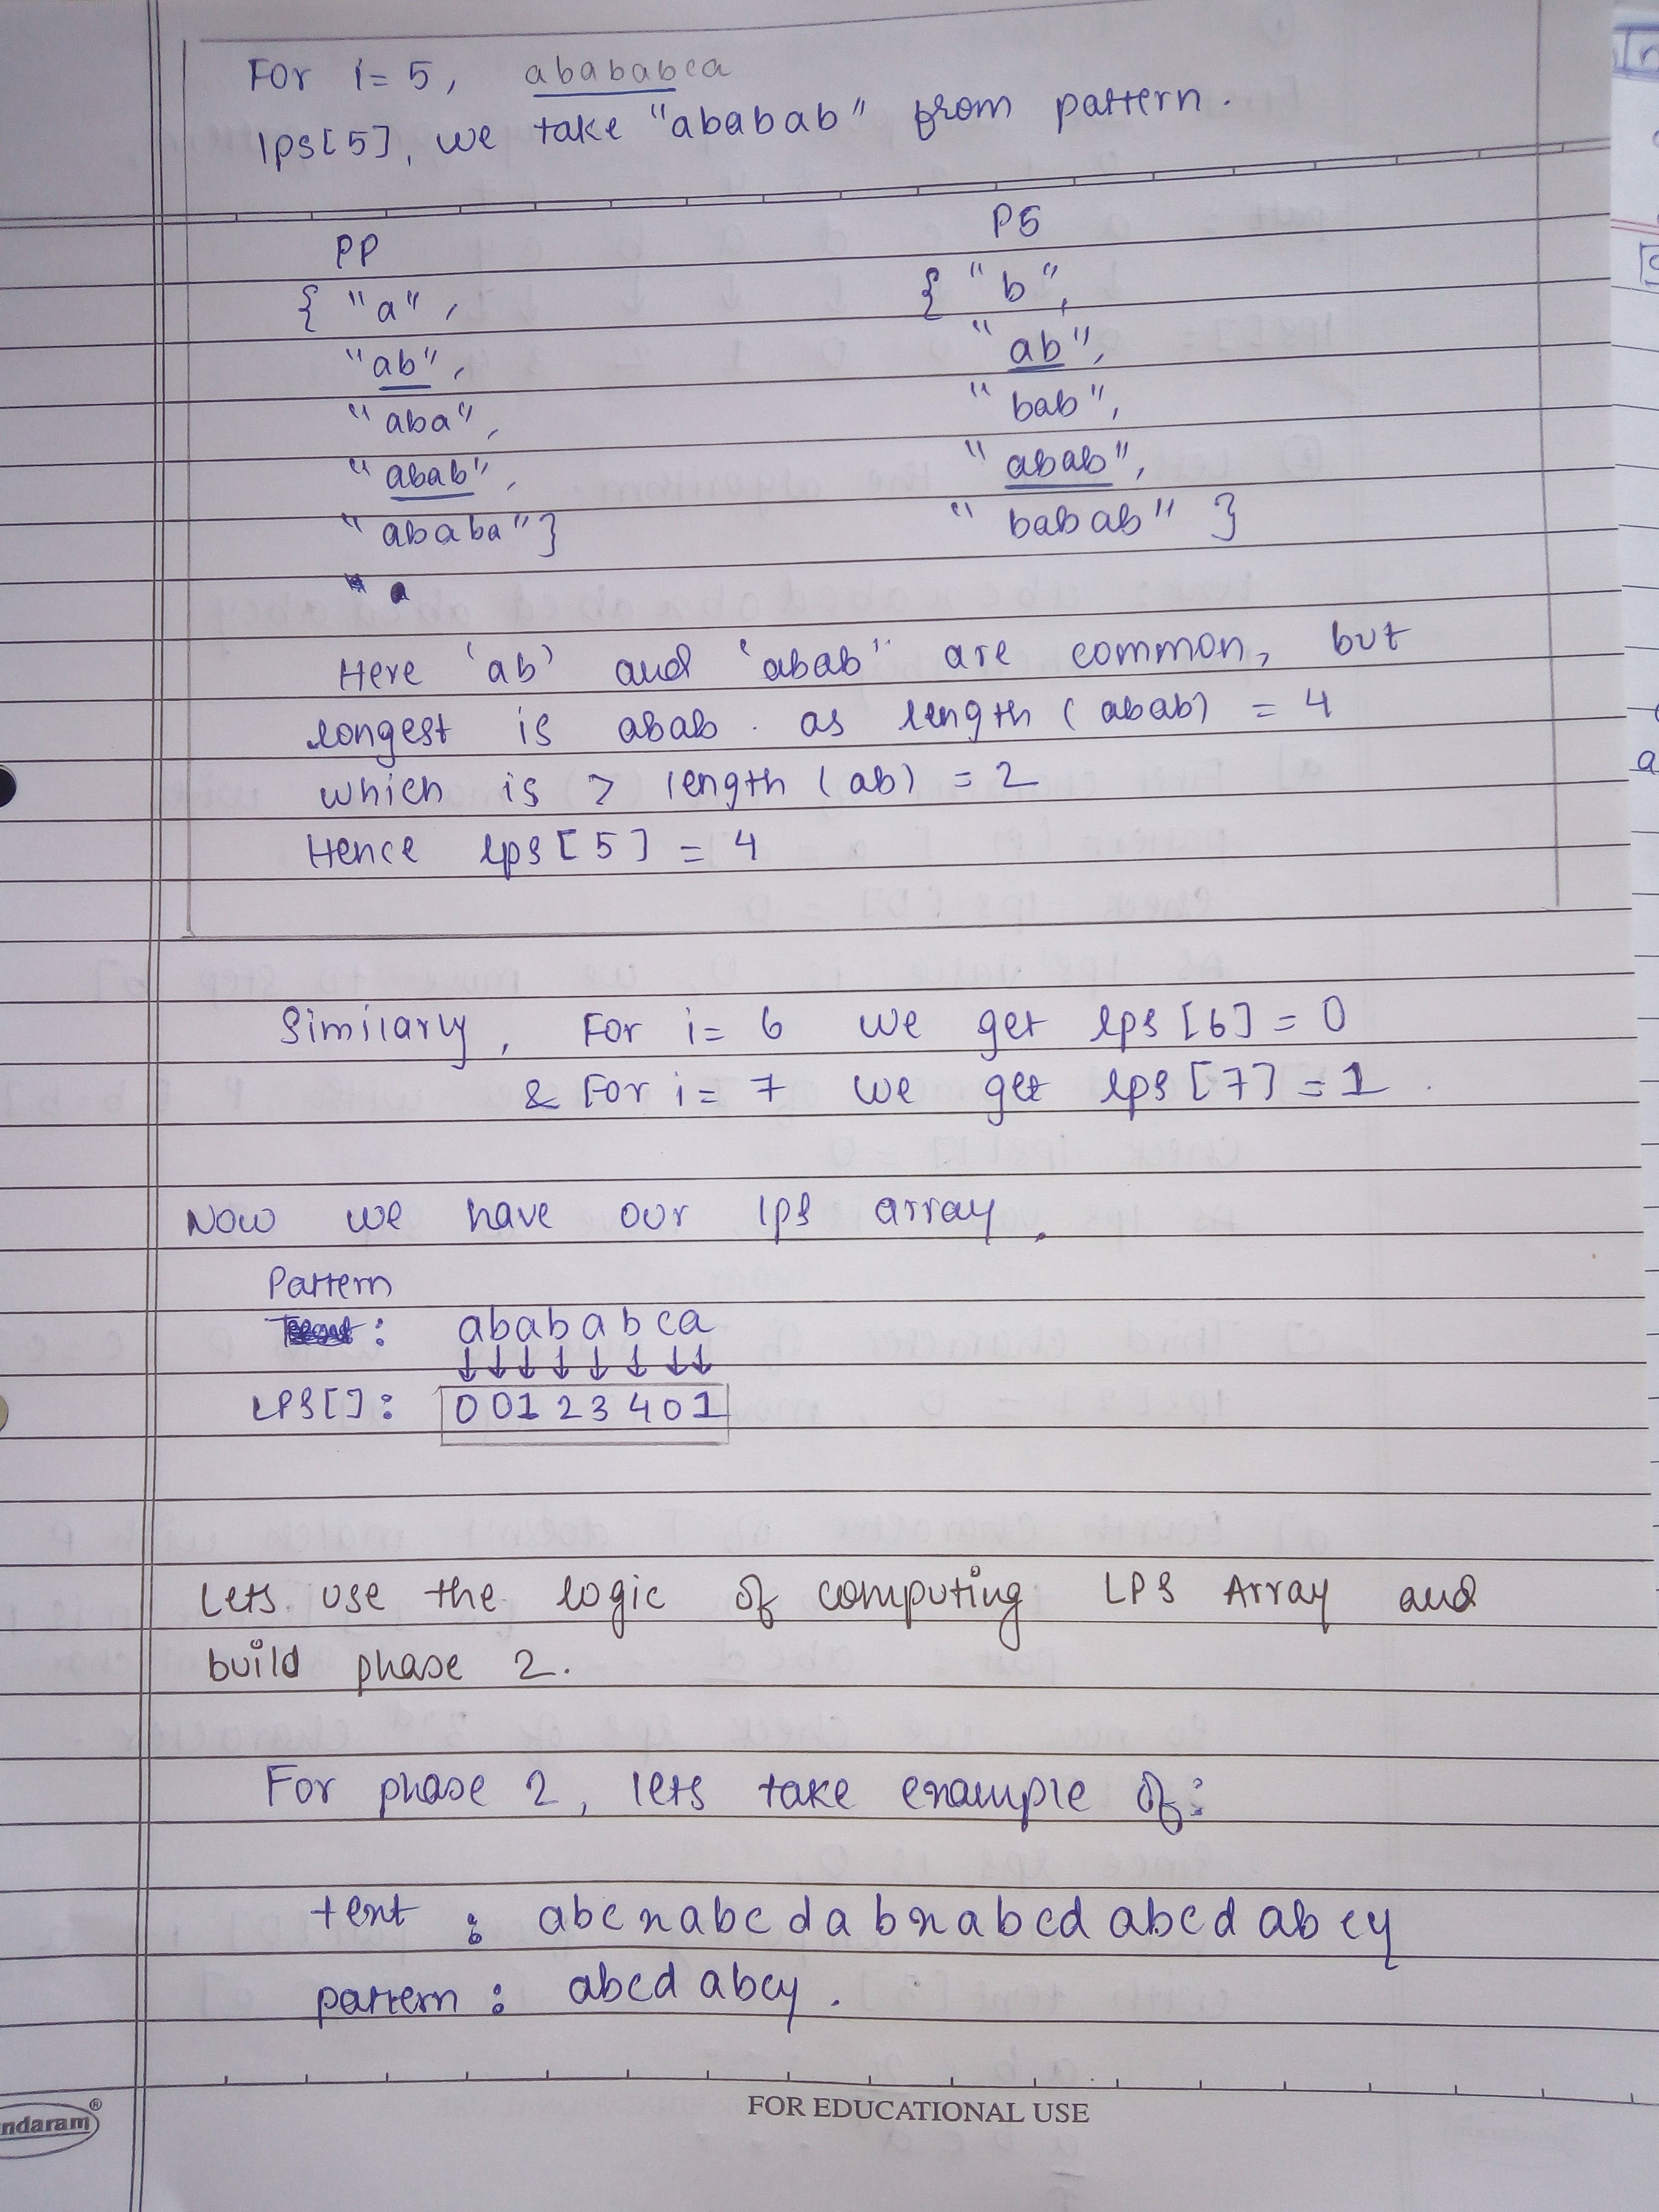 For i = 5, abababca
lps[5], we take "ababab" from pattern.
PP PS
{ "a", { "b",
"ab", "ab",
"aba", "bab",
"abab", "abab",
"ababa" } "babab" }
Here 'ab' and 'abab" are common, but
longest is abab. as length (abab) = 4
which is > length (ab) = 2
Hence lps[5] = 4
Similarly, For i = 6 we get lps[6] = 0
& For i = 7 we get lps[7] = 1.
Now we have our lps array.
Pattern
: abababca
↓↓↓↓↓↓↓↓
LPS[]: 0 0 1 2 3 4 0 1
Lets use the logic of computing LPS Array and
build phase 2.
For phase 2, lets take example of:
text : abcxabcdabxabcdabcdabcy
pattern : abcdabcy.
FOR EDUCATIONAL USE
ndaram®